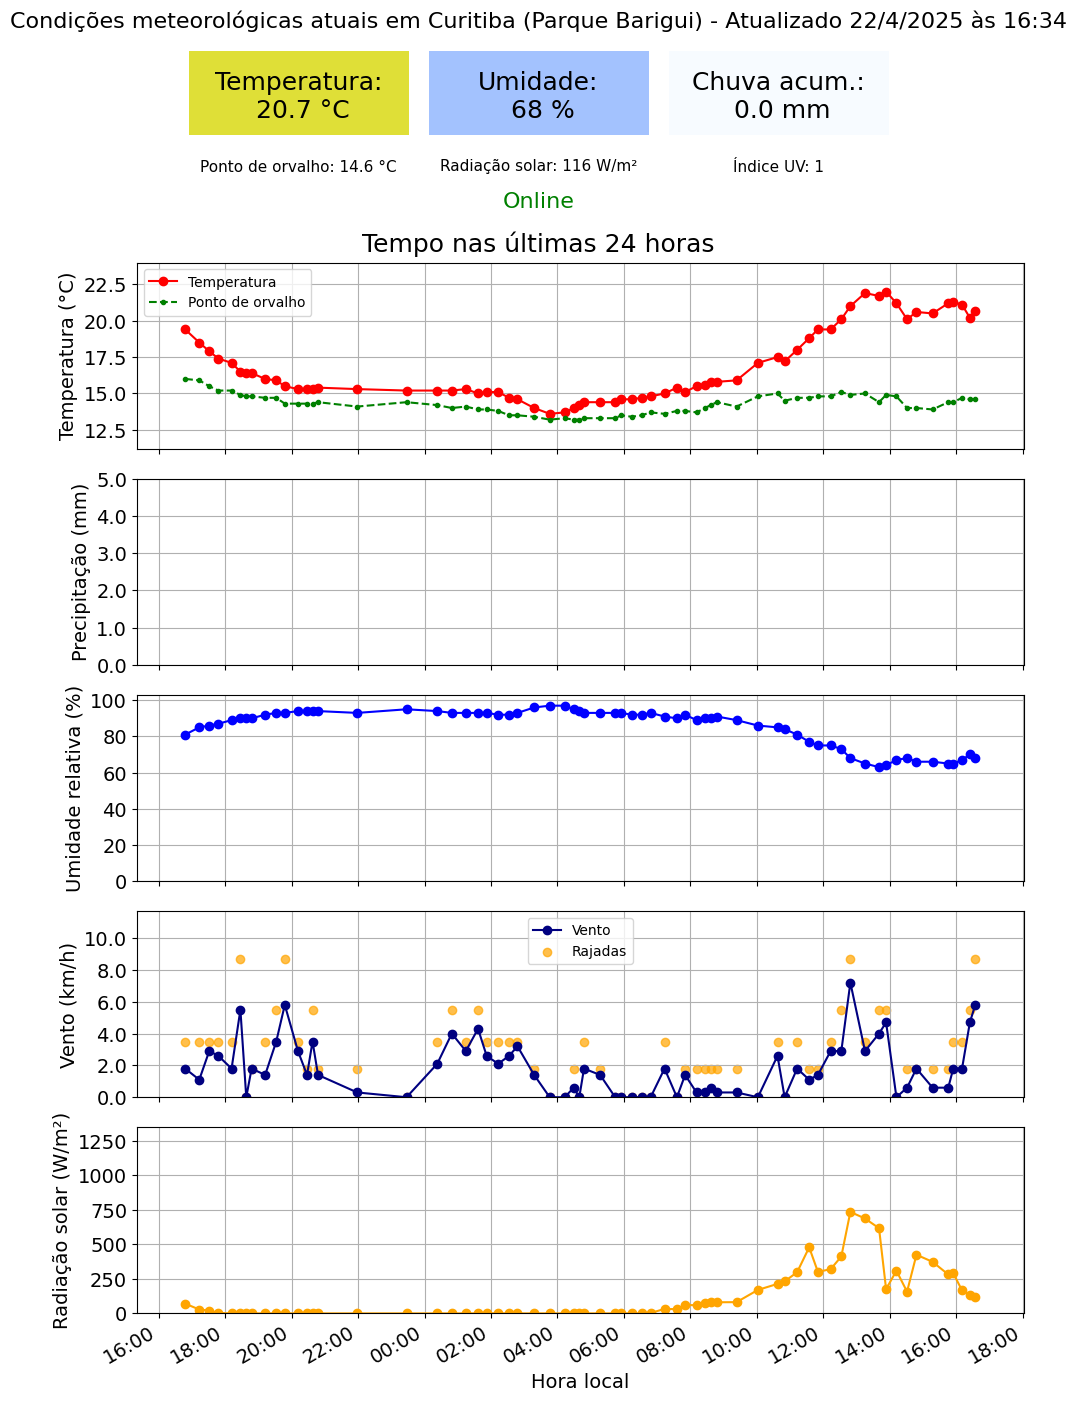 Condições meteorológicas atuais em Curitiba (Parque Barigui) - Atualizado 22/4/2025 às 16:34
Temperatura:
20.7 °C
Umidade:
68 %
Chuva acum.:
0.0 mm
Ponto de orvalho: 14.6 °C
Radiação solar: 116 W/m²
Índice UV: 1
Online
Tempo nas últimas 24 horas
Temperatura (°C)
22.5
20.0
17.5
15.0
12.5
Temperatura
Ponto de orvalho
Precipitação (mm)
5.0
4.0
3.0
2.0
1.0
0.0
Umidade relativa (%)
100
80
60
40
20
0
Vento (km/h)
10.0
8.0
6.0
4.0
2.0
0.0
Vento
Rajadas
Radiação solar (W/m²)
1250
1000
750
500
250
0
16:00
18:00
20:00
22:00
00:00
02:00
04:00
06:00
08:00
10:00
12:00
14:00
16:00
18:00
Hora local